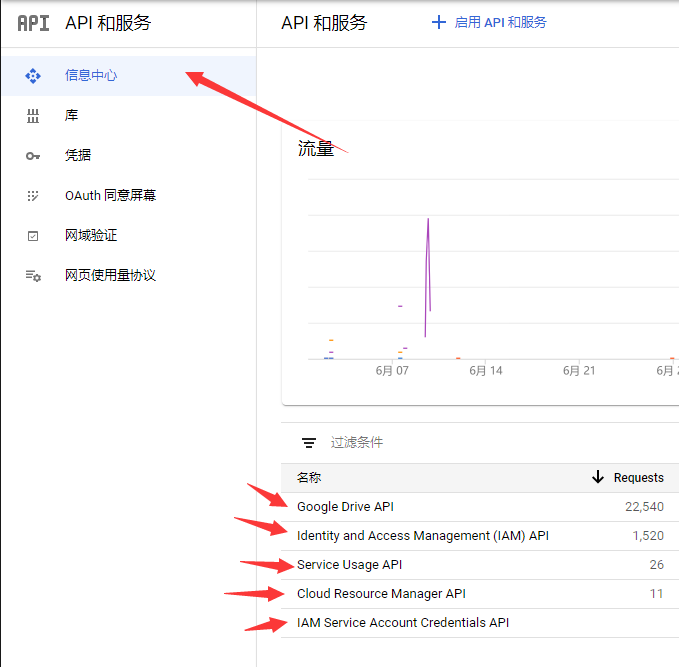 API API 和服务
信息中心
库
凭据
OAuth 同意屏幕
网域验证
网页使用量协议
API 和服务 启用 API 和服务
流量
6月 07 6月 14 6月 21 6月
过滤条件
名称 Requests
Google Drive API 22,540
Identity and Access Management (IAM) API 1,520
Service Usage API 26
Cloud Resource Manager API 11
IAM Service Account Credentials API